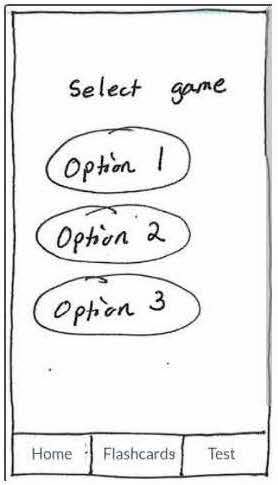 Select game
Option 1
Option 2
Option 3
Home Flashcards Test